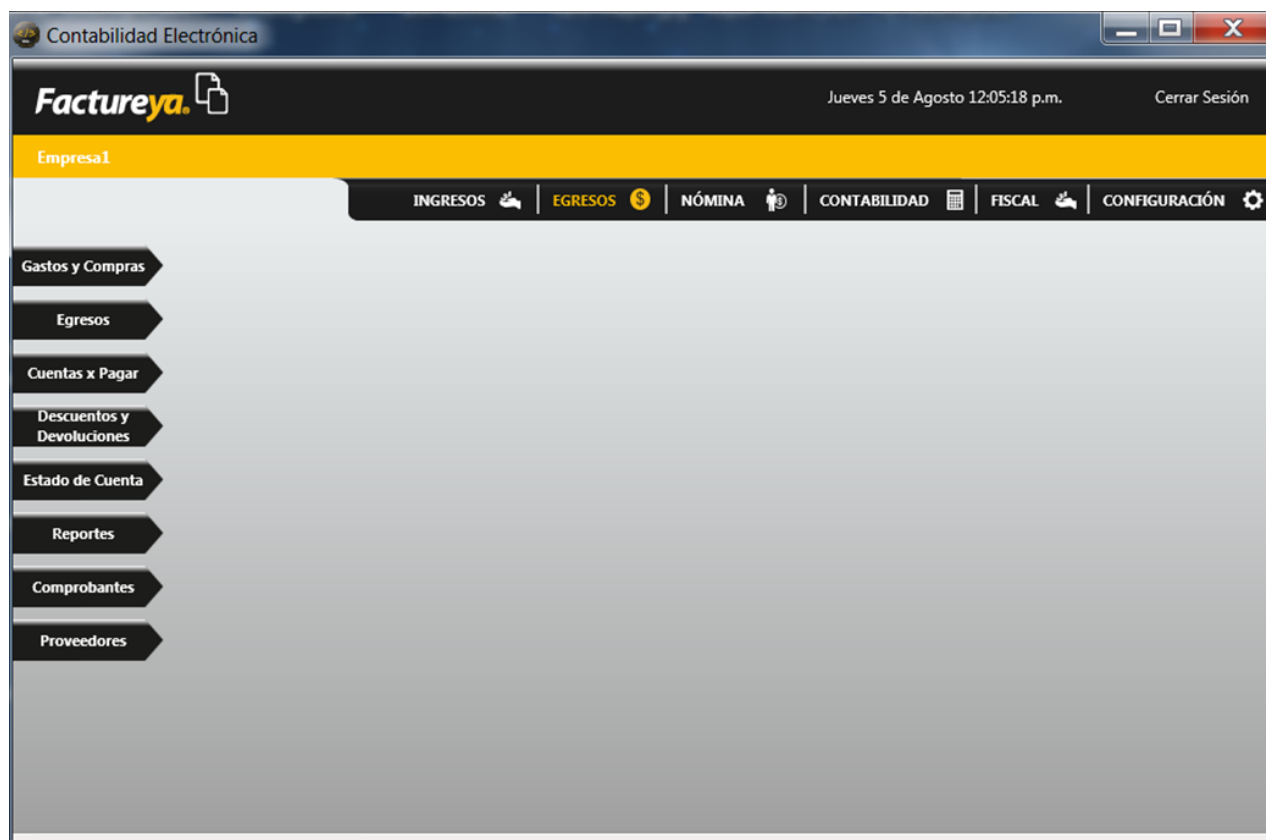 Contabilidad Electrónica
Factureya.
Jueves 5 de Agosto 12:05:18 p.m.
Cerrar Sesión
Empresa1
INGRESOS
EGRESOS
NÓMINA
CONTABILIDAD
FISCAL
CONFIGURACIÓN
Gastos y Compras
Egresos
Cuentas x Pagar
Descuentos y
Devoluciones
Estado de Cuenta
Reportes
Comprobantes
Proveedores